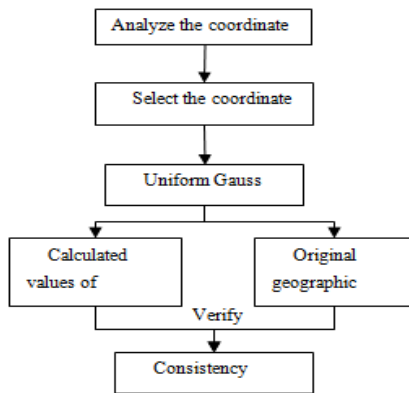 Analyze the coordinate
Select the coordinate
Uniform Gauss
Calculated
values of
Original
geographic
Verify
Consistency